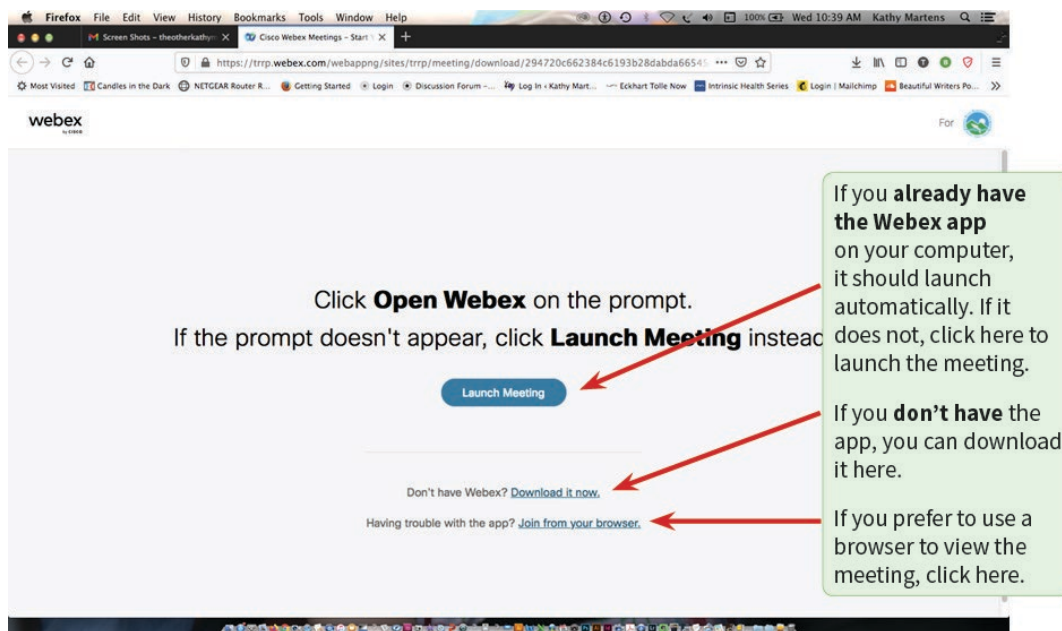 Firefox File Edit View History Bookmarks Tools Window Help 100% Wed 10:39 AM Kathy Martens
Screen Shots - theotherkathym Cisco Webex Meetings - Start
https://trrp.webex.com/webappng/sites/trrp/meeting/download/294720c662384c6193b28dabda6654
Most Visited Candles in the Dark NETGEAR Router R... Getting Started Login Discussion Forum -... Log In ‹ Kathy Mart... Eckhart Tolle Now Intrinsic Health Series Login | Mailchimp Beautiful Writers Po...
webex
by CISCO
For
Click Open Webex on the prompt.
If the prompt doesn't appear, click Launch Meeting instead
Launch Meeting
Don't have Webex? Download it now.
Having trouble with the app? Join from your browser.
If you already have
the Webex app
on your computer,
it should launch
automatically. If it
does not, click here to
launch the meeting.
If you don’t have the
app, you can download
it here.
If you prefer to use a
browser to view the
meeting, click here.